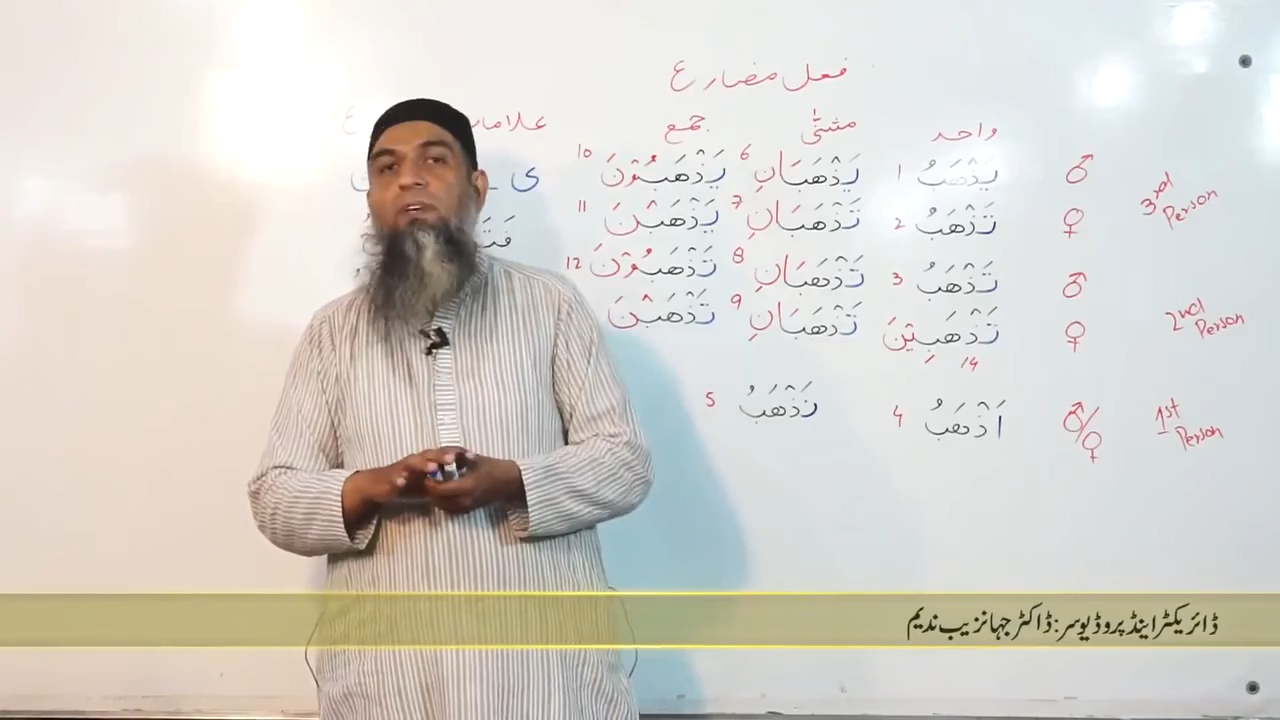 فعل مضارع
واحد مثنیّٰ جمع
يَذْهَبُ 1 يَذْهَبَانِ 6 يَذْهَبُوْنَ 10 3rd Person
تَذْهَبُ 2 تَذْهَبَانِ 7 يَذْهَبْنَ 11
تَذْهَبُ 3 تَذْهَبَانِ 8 تَذْهَبُوْنَ 12 2nd Person
تَذْهَبِيْنَ 14 تَذْهَبَانِ 9 تَذْهَبْنَ
اَذْهَبُ 4 نَذْهَبُ 5 1st Person
ڈائریکٹر اینڈ پروڈیوسر: ڈاکٹر جہانزیب ندیم